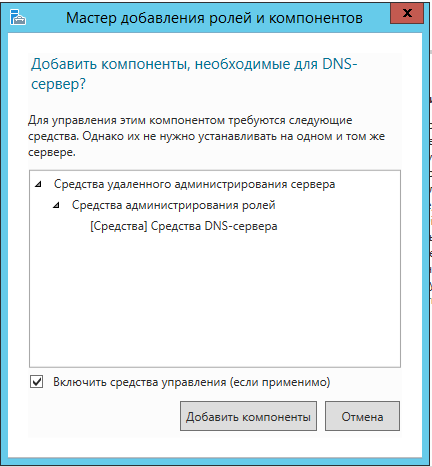 Мастер добавления ролей и компонентов
Добавить компоненты, необходимые для DNS-
сервер?
Для управления этим компонентом требуются следующие
средства. Однако их не нужно устанавливать на одном и том же
сервере.
Средства удаленного администрирования сервера
Средства администрирования ролей
[Средства] Средства DNS-сервера
Включить средства управления (если применимо)
Добавить компоненты
Отмена